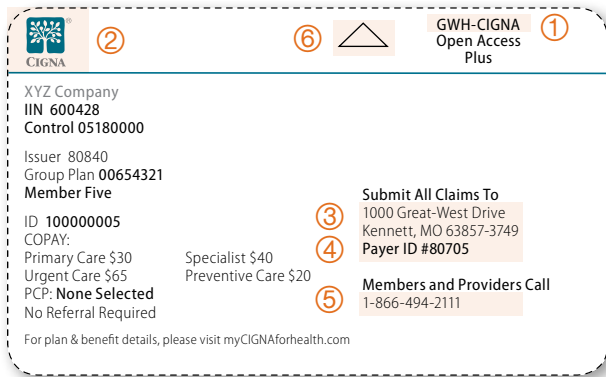 CIGNA
②
⑥
GWH-CIGNA
Open Access
Plus
①
XYZ Company
IIN 600428
Control 05180000
Issuer 80840
Group Plan 00654321
Member Five
ID 100000005
COPAY:
Primary Care $30 Specialist $40
Urgent Care $65 Preventive Care $20
PCP: None Selected
No Referral Required
Submit All Claims To
③ 1000 Great-West Drive
Kennett, MO 63857-3749
④ Payer ID #80705
Members and Providers Call
⑤ 1-866-494-2111
For plan & benefit details, please visit myCIGNAforhealth.com